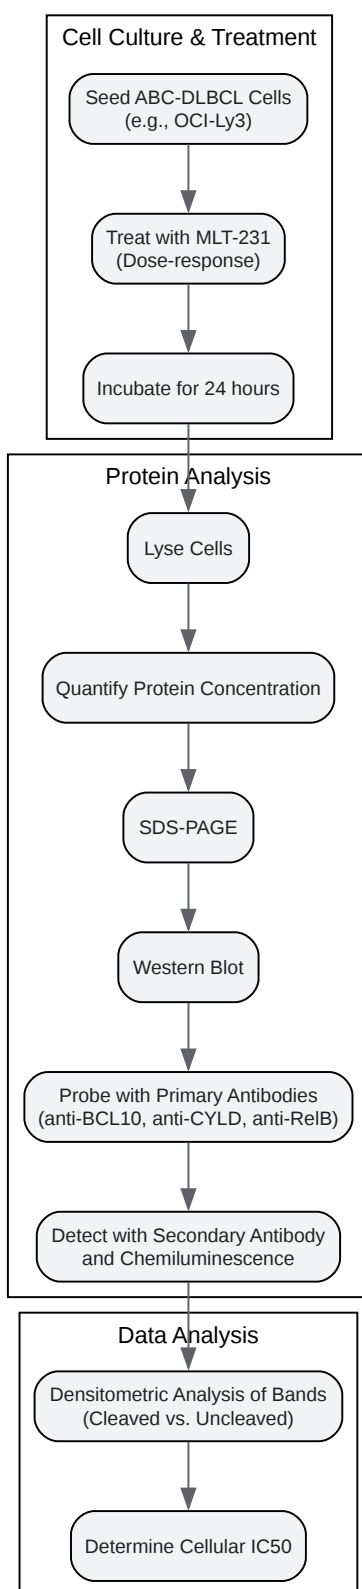 Cell Culture & Treatment
Seed ABC-DLBCL Cells
(e.g., OCI-Ly3)
Treat with MLT-231
(Dose-response)
Incubate for 24 hours
Protein Analysis
Lyse Cells
Quantify Protein Concentration
SDS-PAGE
Western Blot
Probe with Primary Antibodies
(anti-BCL10, anti-CYLD, anti-RelB)
Detect with Secondary Antibody
and Chemiluminescence
Data Analysis
Densitometric Analysis of Bands
(Cleaved vs. Uncleaved)
Determine Cellular IC50